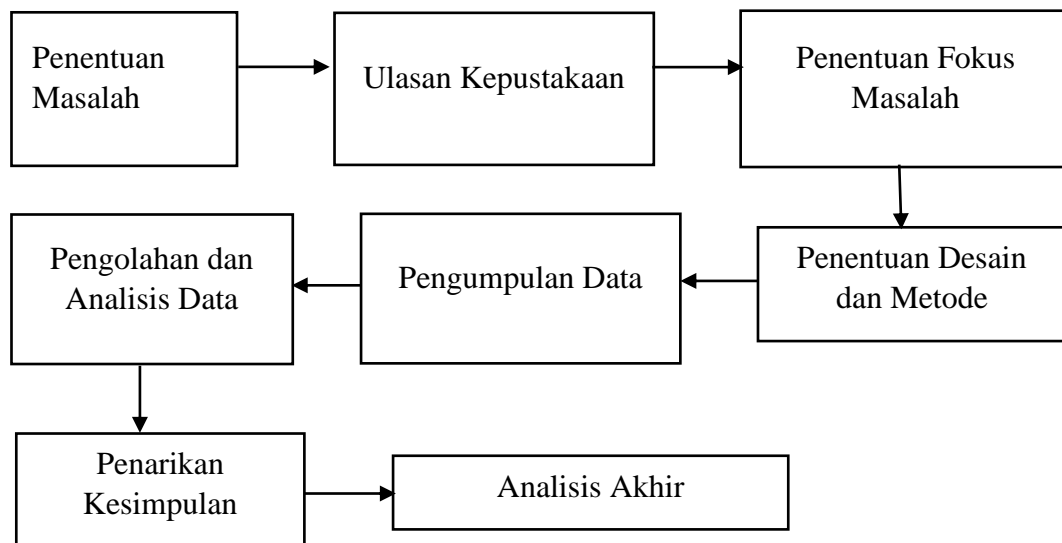 Penentuan
Masalah
Ulasan Kepustakaan
Penentuan Fokus
Masalah
Penentuan Desain
dan Metode
Pengumpulan Data
Pengolahan dan
Analisis Data
Penarikan
Kesimpulan
Analisis Akhir